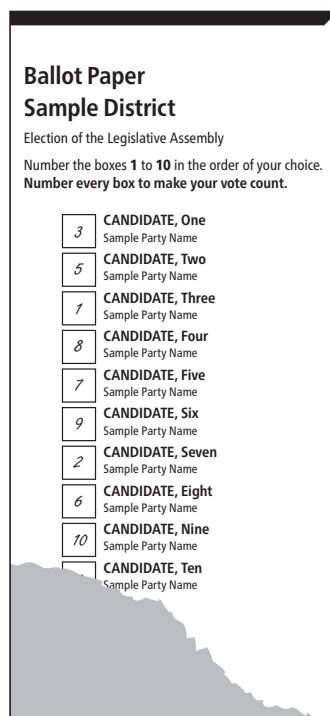 Ballot Paper
Sample District
Election of the Legislative Assembly
Number the boxes 1 to 10 in the order of your choice.
Number every box to make your vote count.
3 CANDIDATE, One
Sample Party Name
5 CANDIDATE, Two
Sample Party Name
1 CANDIDATE, Three
Sample Party Name
8 CANDIDATE, Four
Sample Party Name
7 CANDIDATE, Five
Sample Party Name
9 CANDIDATE, Six
Sample Party Name
2 CANDIDATE, Seven
Sample Party Name
6 CANDIDATE, Eight
Sample Party Name
10 CANDIDATE, Nine
Sample Party Name
CANDIDATE, Ten
Sample Party Name